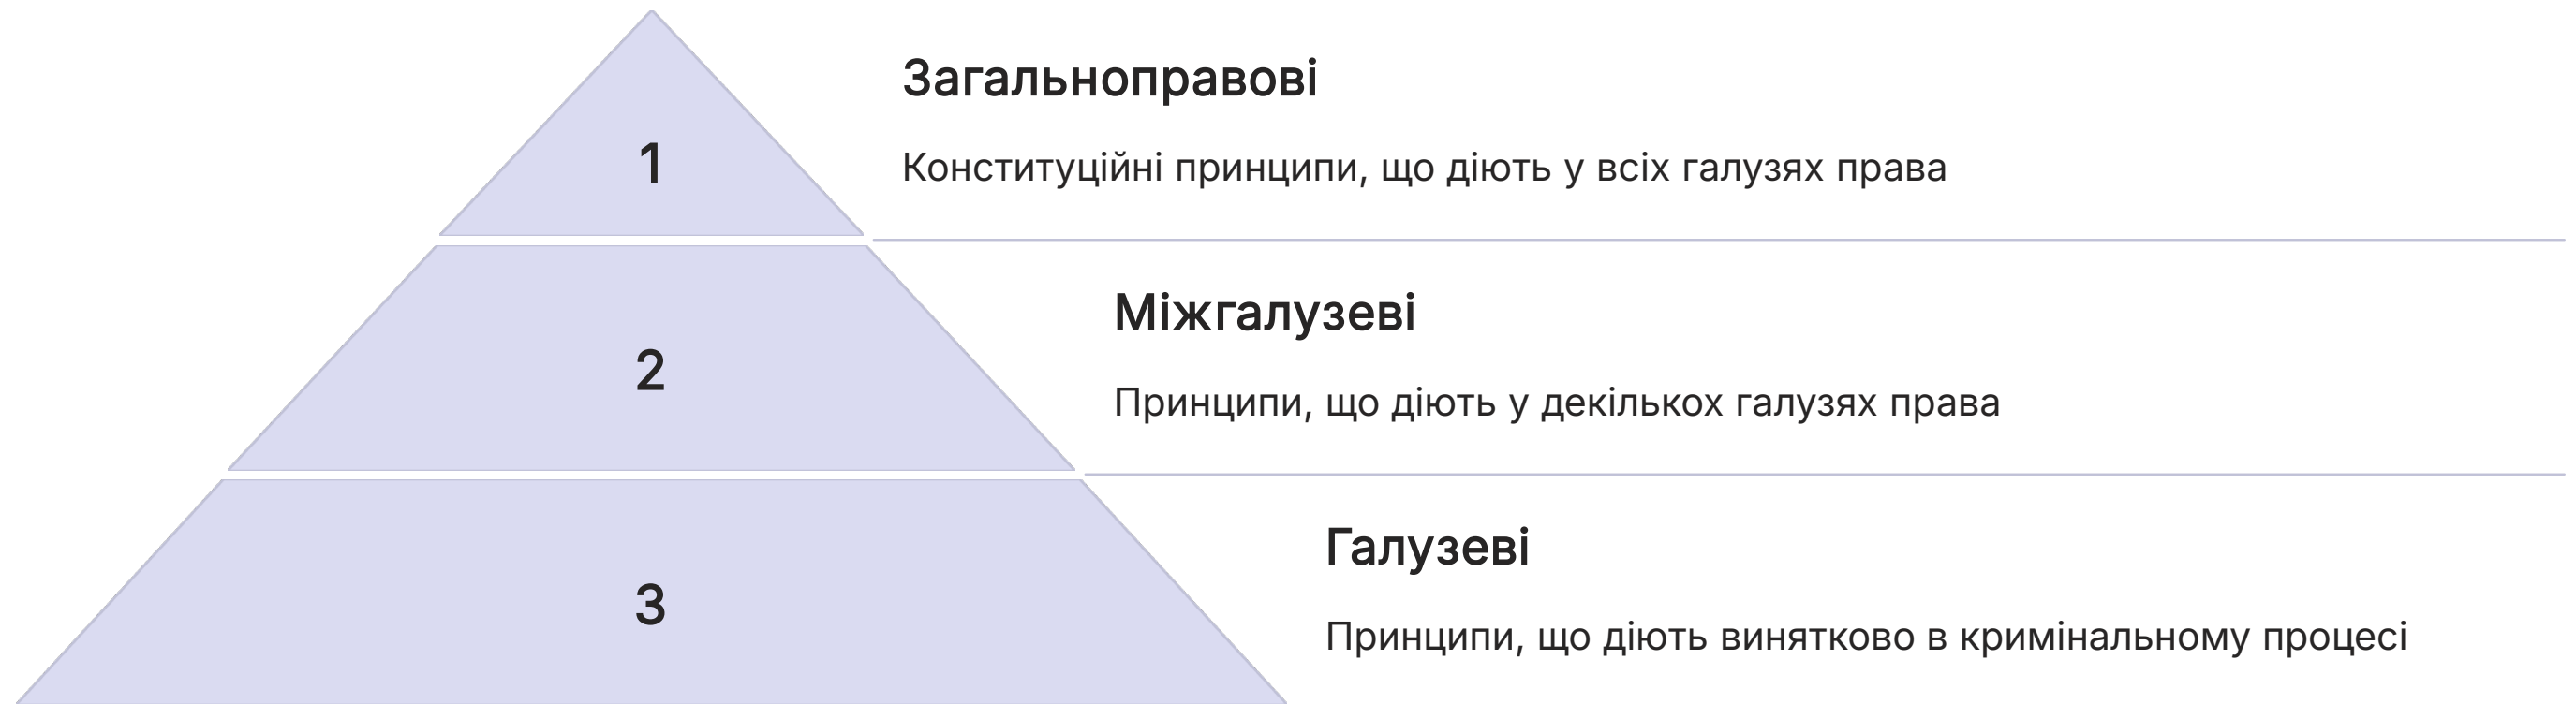 1
Загальноправові
Конституційні принципи, що діють у всіх галузях права
2
Міжгалузеві
Принципи, що діють у декількох галузях права
3
Галузеві
Принципи, що діють винятково в кримінальному процесі